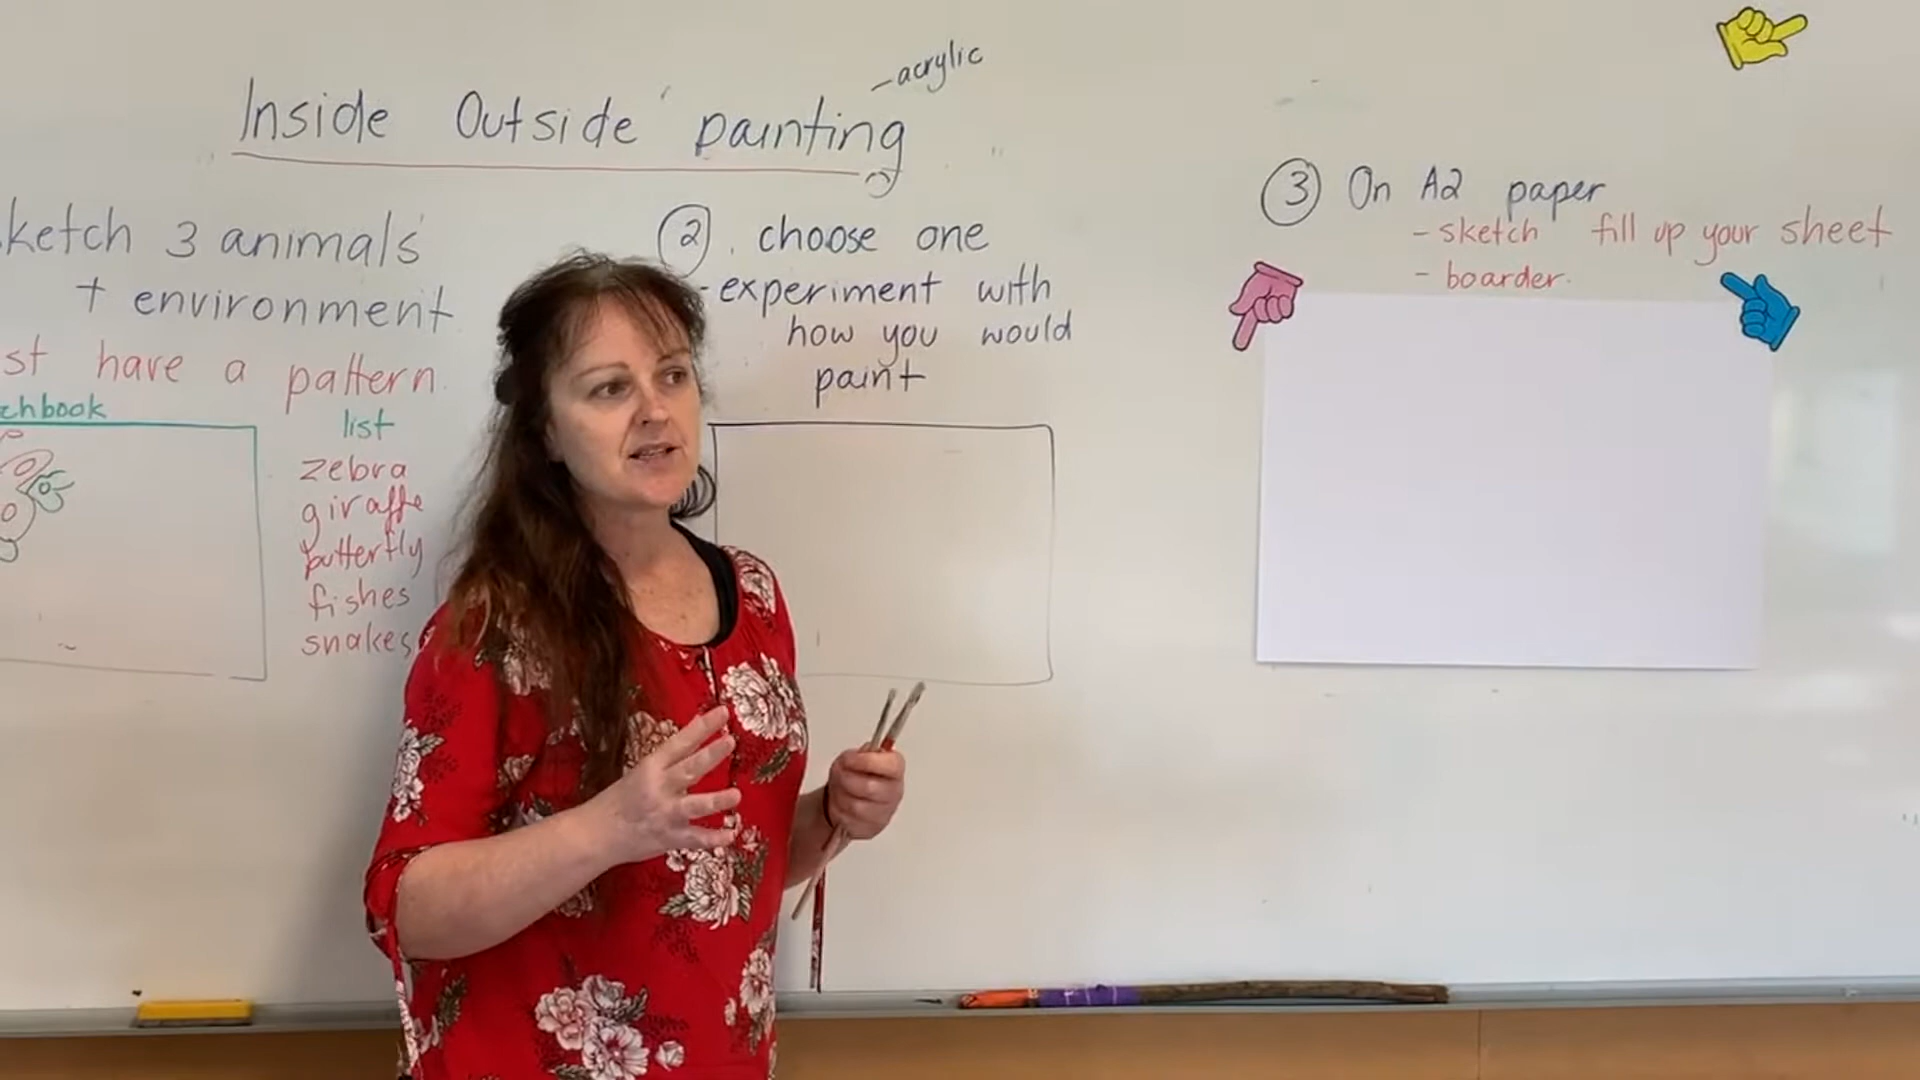 Inside Outside painting
- acrylic
ketch 3 animals
+ environment
st have a pattern.
chbook
list
zebra
giraffe
butterfly
fishes
snakes
2. choose one
- experiment with
how you would
paint
3 On A2 paper
- sketch fill up your sheet
- boarder.